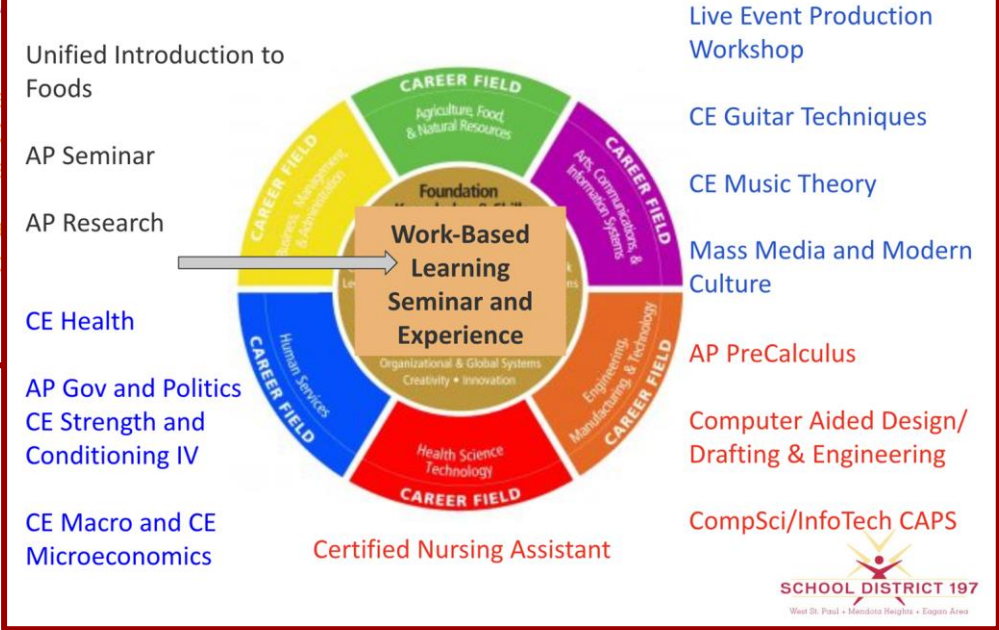 Unified Introduction to
Foods
AP Seminar
AP Research
CE Health
AP Gov and Politics
CE Strength and
Conditioning IV
CE Macro and CE
Microeconomics
CAREER FIELD
Agriculture, Food,
& Natural Resources
CAREER FIELD
Business, Management,
& Administration
CAREER FIELD
Arts, Communications, &
Information Systems
Foundation
Work-Based
Learning
Seminar and
Experience
Organizational & Global Systems
Creativity • Innovation
CAREER FIELD
Human Services
CAREER FIELD
Engineering,
Manufacturing, & Technology
Health Science
Technology
CAREER FIELD
Certified Nursing Assistant
Live Event Production
Workshop
CE Guitar Techniques
CE Music Theory
Mass Media and Modern
Culture
AP PreCalculus
Computer Aided Design/
Drafting & Engineering
CompSci/InfoTech CAPS
SCHOOL DISTRICT 197
West St. Paul • Mendota Heights • Eagan Area